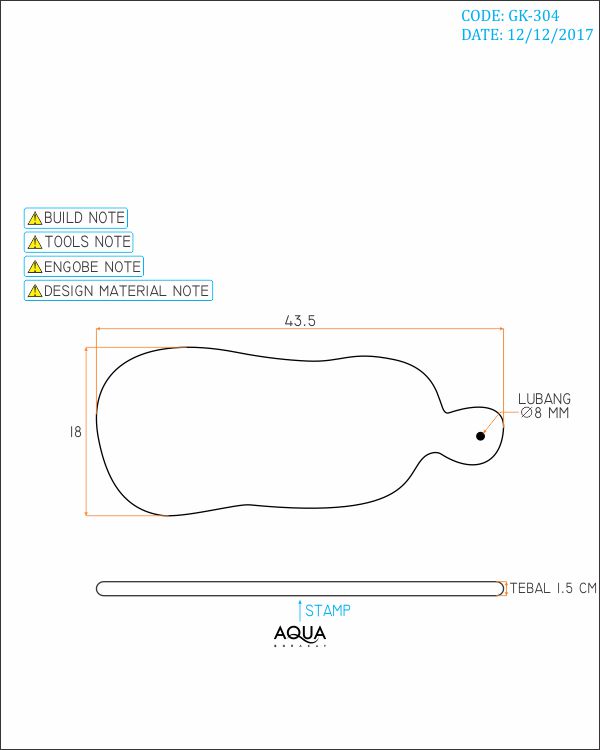 CODE: GK-304
DATE: 12/12/2017
BUILD NOTE
TOOLS NOTE
ENGOBE NOTE
DESIGN MATERIAL NOTE
43.5
LUBANG
∅8 MM
18
TEBAL 1.5 CM
STAMP
AQUA